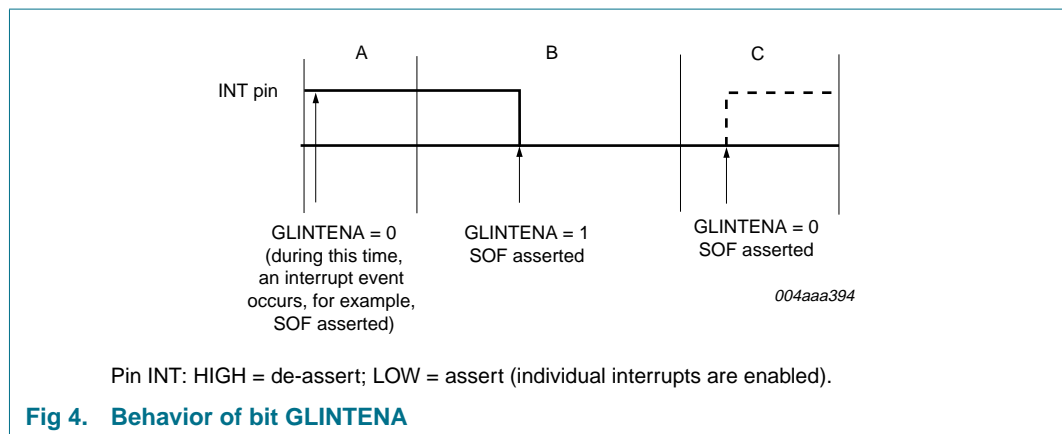 A
B
C
INT pin
GLINTENA = 0
(during this time,
an interrupt event
occurs, for example,
SOF asserted)
GLINTENA = 1
SOF asserted
GLINTENA = 0
SOF asserted
004aaa394
Pin INT: HIGH = de-assert; LOW = assert (individual interrupts are enabled).
Fig 4. Behavior of bit GLINTENA